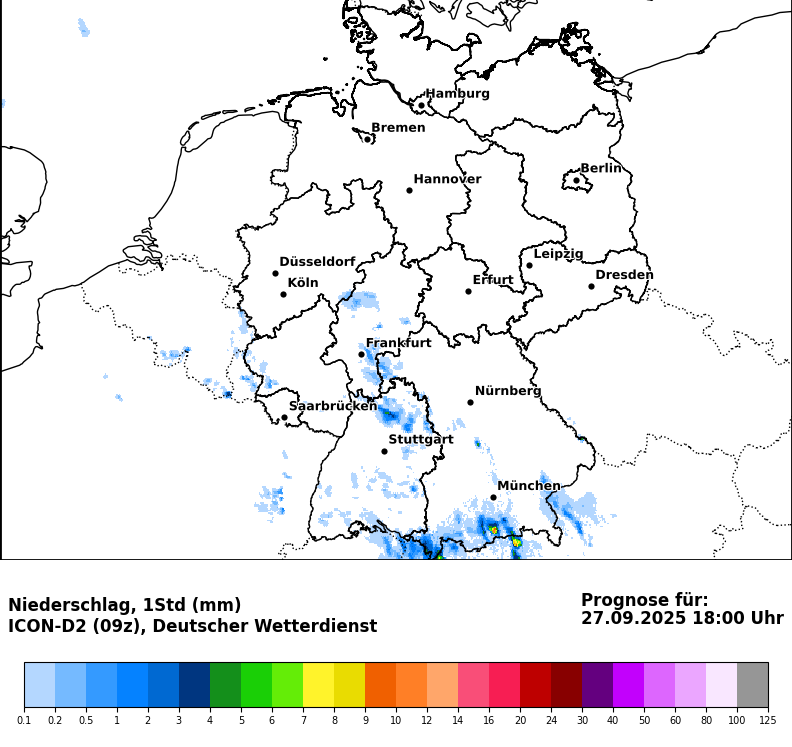 Hamburg
Bremen
Berlin
Hannover
Leipzig
Düsseldorf
Dresden
Köln
Erfurt
Frankfurt
Nürnberg
Saarbrücken
Stuttgart
München
Niederschlag, 1Std (mm)
ICON-D2 (09z), Deutscher Wetterdienst
Prognose für:
27.09.2025 18:00 Uhr
0.1 0.2 0.5 1 2 3 4 5 6 7 8 9 10 12 14 16 20 24 30 40 50 60 80 100 125